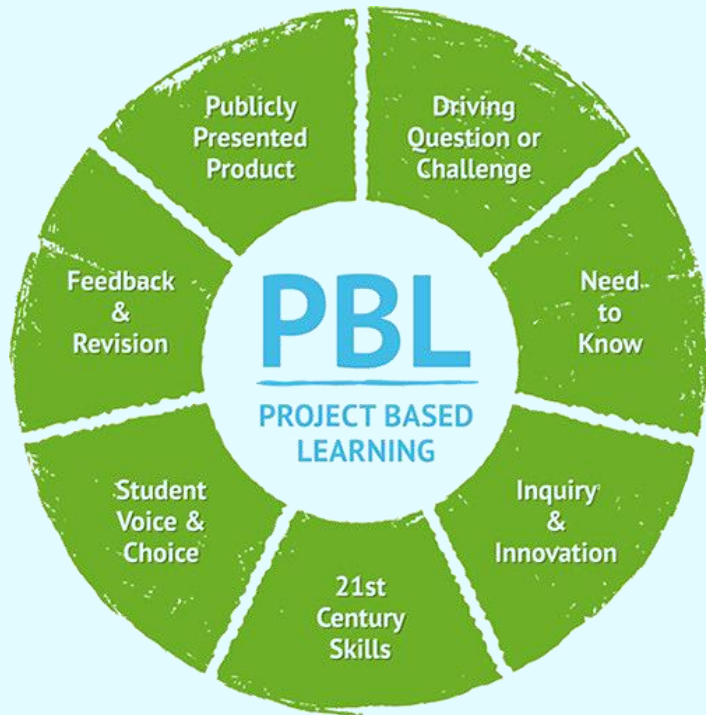 PBL
PROJECT BASED
LEARNING
Driving
Question or
Challenge
Need
to
Know
Inquiry
&
Innovation
21st
Century
Skills
Student
Voice &
Choice
Feedback
&
Revision
Publicly
Presented
Product